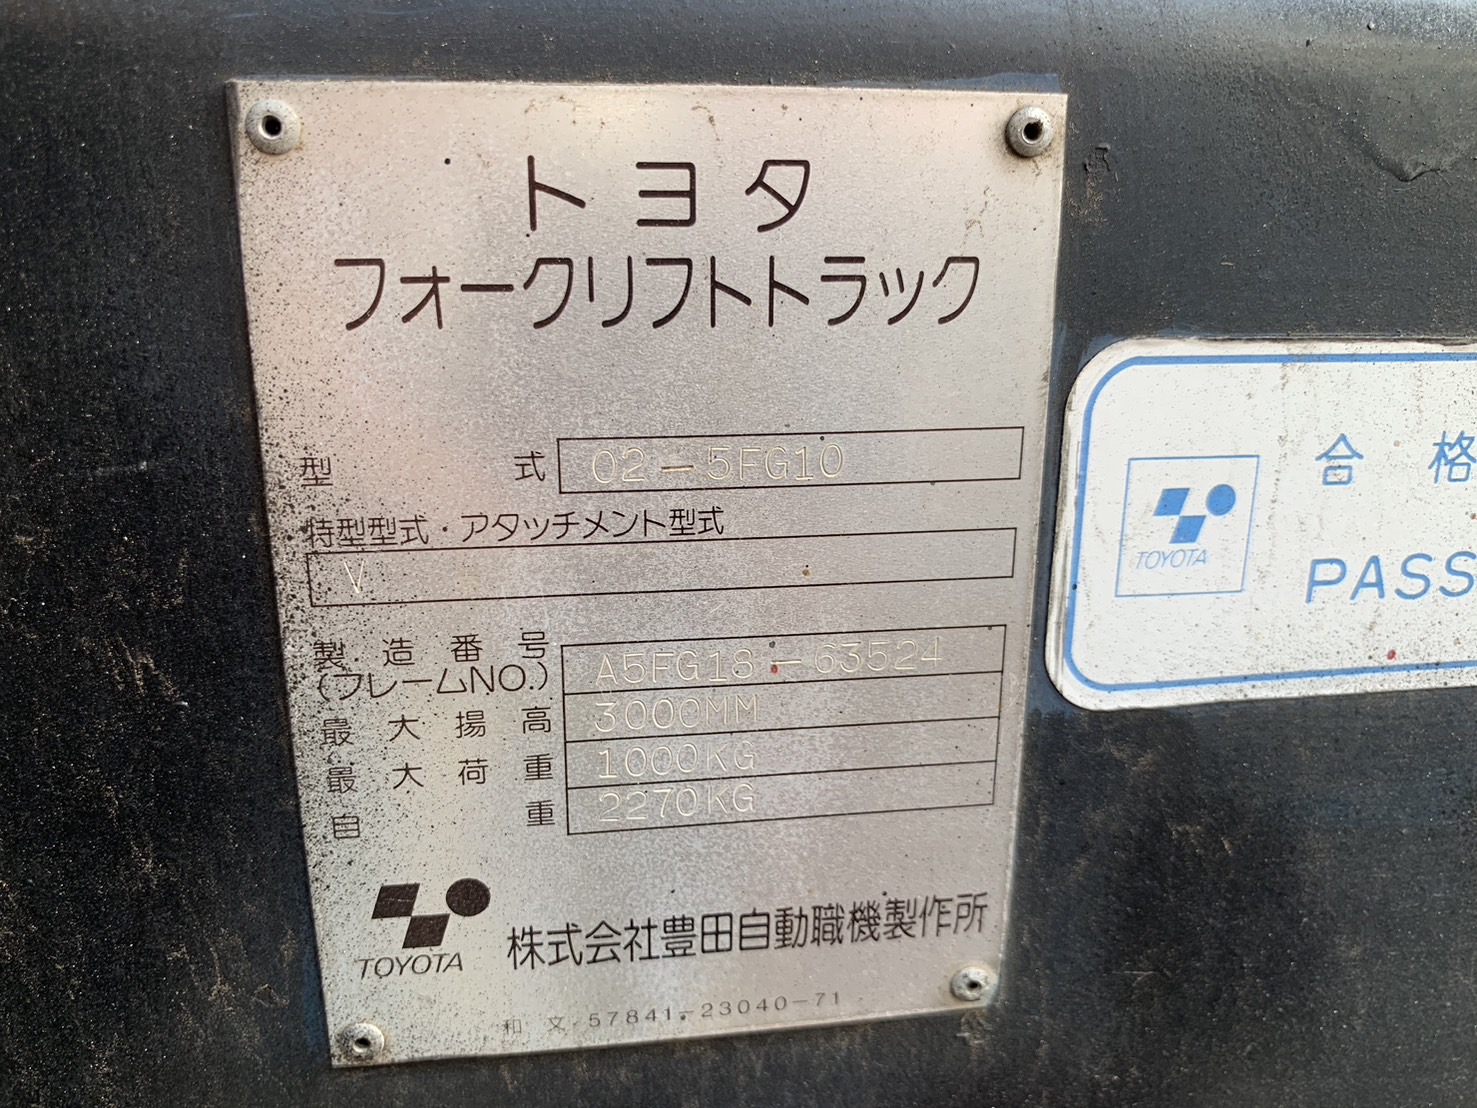 トヨタ
フォークリフトトラック
型式 02-5FG10
特型型式・アタッチメント型式
V
製造番号 A5FG18-63524
(フレームNO.)
最大揚高 3000MM
最大荷重 1000KG
自重 2270KG
TOYOTA 株式会社豊田自動織機製作所
和文 57841-23040-71
合格
TOYOTA
PASS